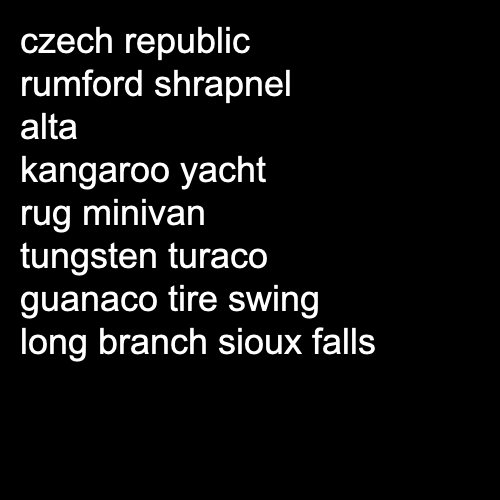 czech republic
rumford shrapnel
alta
kangaroo yacht
rug minivan
tungsten turaco
guanaco tire swing
long branch sioux falls